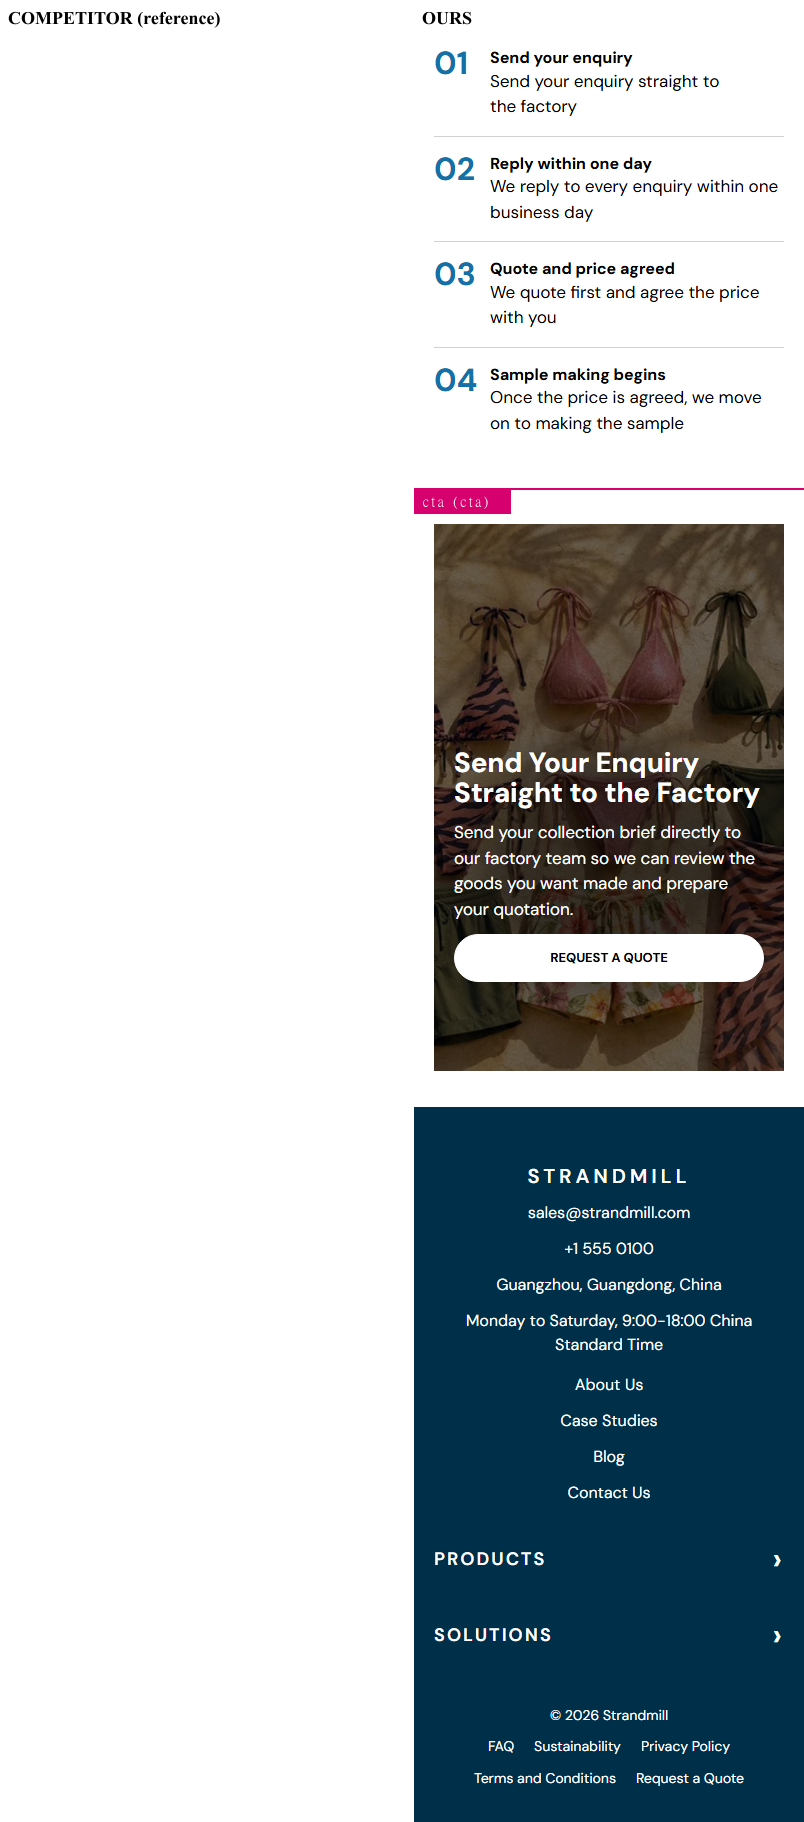 COMPETITOR (reference)
OURS
01
Send your enquiry
Send your enquiry straight to
the factory
02
Reply within one day
We reply to every enquiry within one
business day
03
Quote and price agreed
We quote first and agree the price
with you
04
Sample making begins
Once the price is agreed, we move
on to making the sample
cta (cta)
Send Your Enquiry
Straight to the Factory
Send your collection brief directly to
our factory team so we can review the
goods you want made and prepare
your quotation.
REQUEST A QUOTE
STRANDMILL
sales@strandmill.com
+1 555 0100
Guangzhou, Guangdong, China
Monday to Saturday, 9:00-18:00 China
Standard Time
About Us
Case Studies
Blog
Contact Us
PRODUCTS
SOLUTIONS
© 2026 Strandmill
FAQ Sustainability Privacy Policy
Terms and Conditions Request a Quote